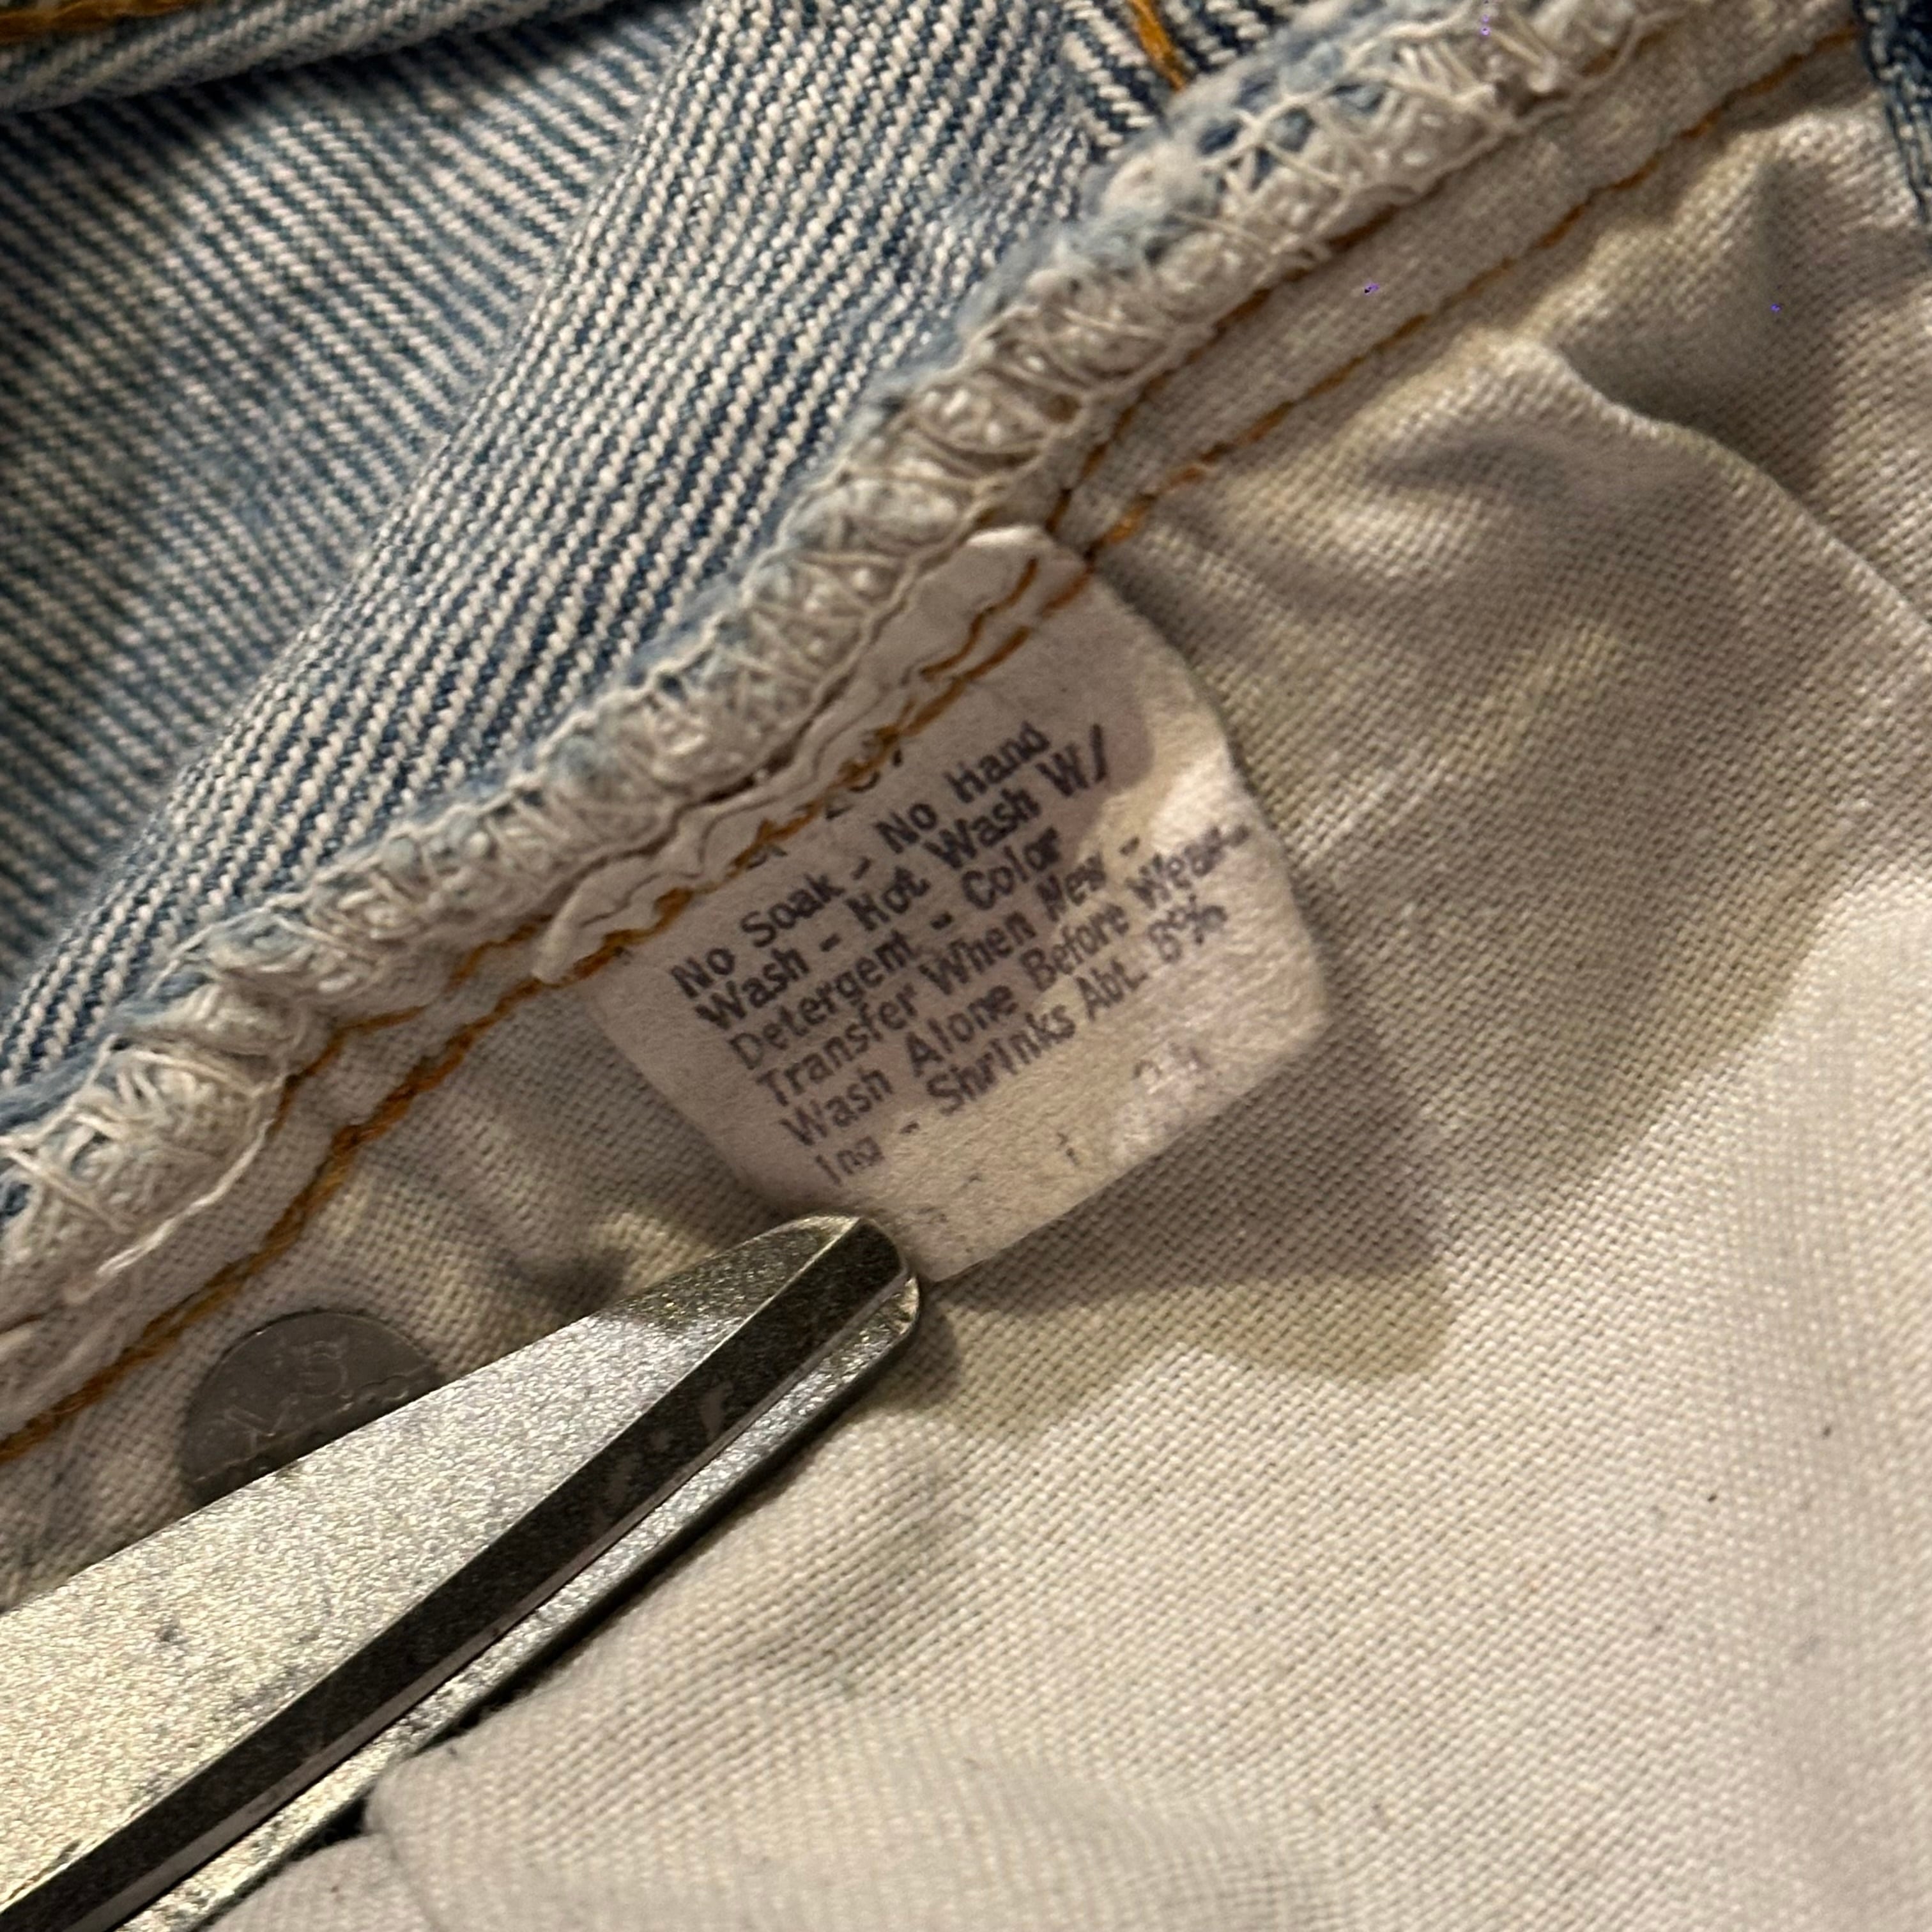 No Soak - No Hand
Wash - Hot Wash W/
Detergent - Color
Transfer When New -
Wash Alone Before Wear-
ing - Shrinks Abt. 8%